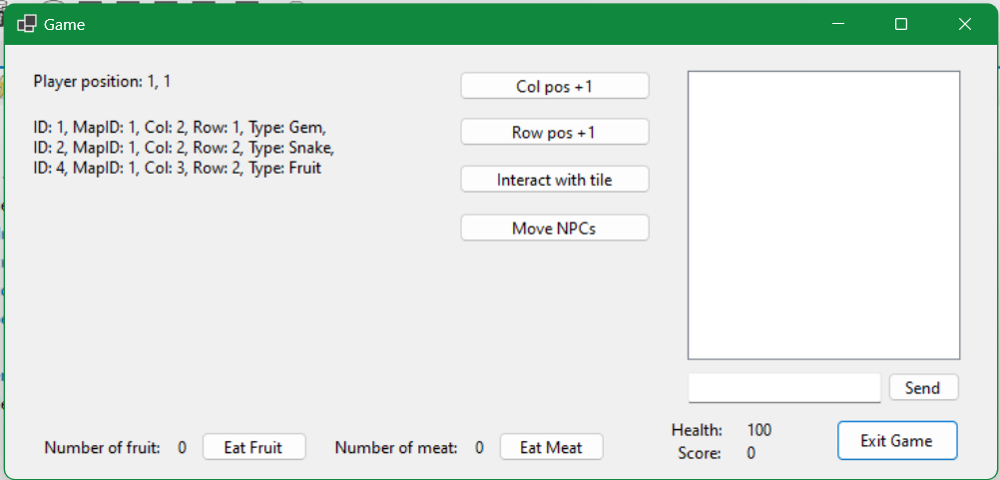 Game
Player position: 1, 1
ID: 1, MapID: 1, Col: 2, Row: 1, Type: Gem,
ID: 2, MapID: 1, Col: 2, Row: 2, Type: Snake,
ID: 4, MapID: 1, Col: 3, Row: 2, Type: Fruit
Col pos +1
Row pos +1
Interact with tile
Move NPCs
Send
Number of fruit: 0 Eat Fruit
Number of meat: 0 Eat Meat
Health: 100
Score: 0
Exit Game